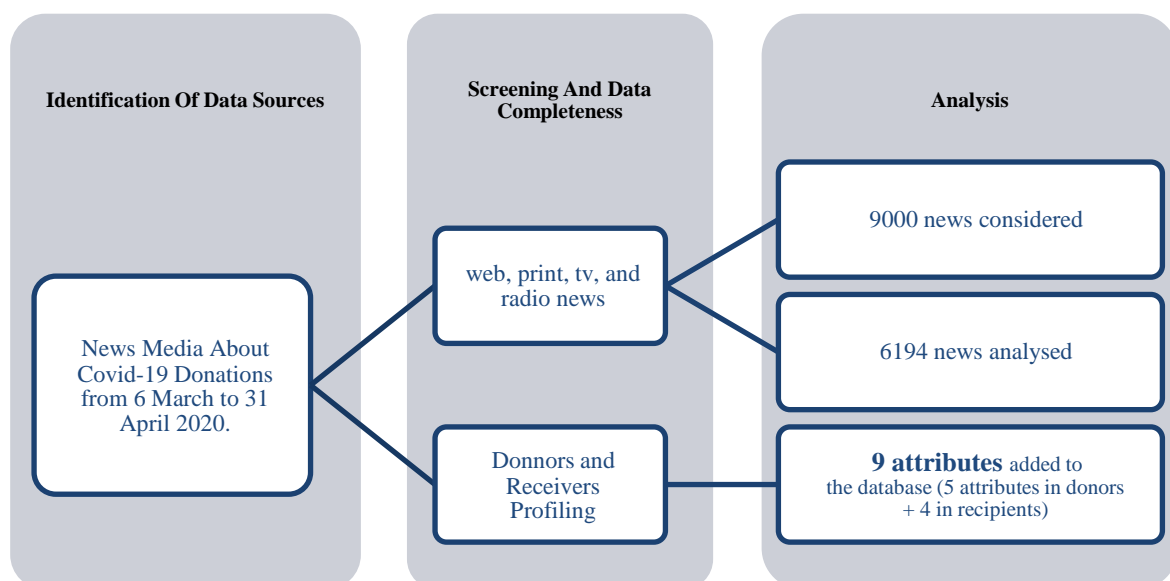 Identification Of Data Sources
News Media About
Covid-19 Donations
from 6 March to 31
April 2020.
Screening And Data
Completeness
web, print, tv, and
radio news
Donnors and
Receivers
Profiling
Analysis
9000 news considered
6194 news analysed
9 attributes added to
the database (5 attributes in donors
+ 4 in recipients)